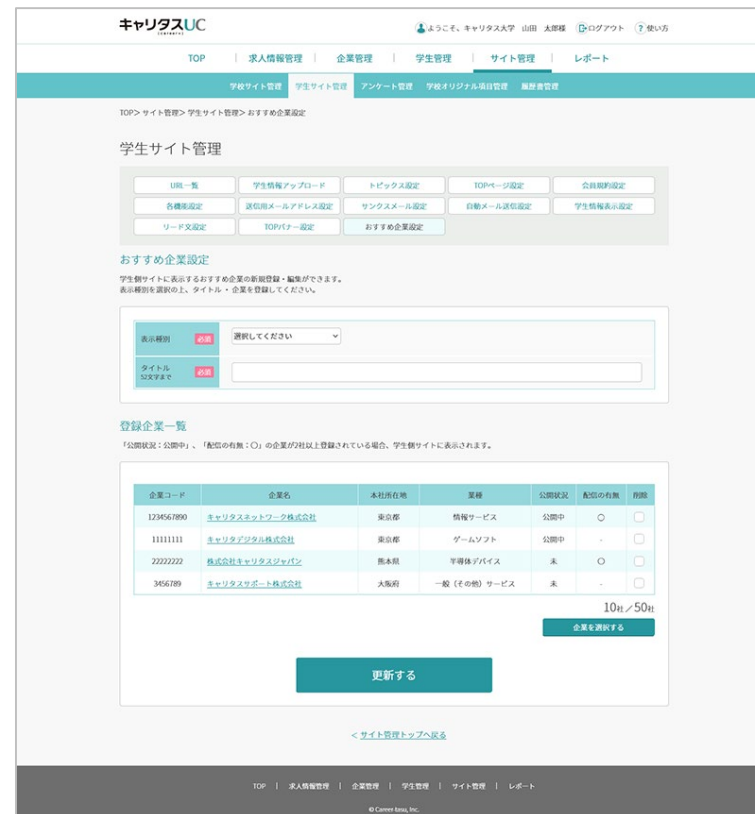 キャリタスUC
ようこそ、キャリタス大学 山田 太郎様 ログアウト ? 使い方
TOP | 求人情報管理 | 企業管理 | 学生管理 | サイト管理 | レポート
学校サイト管理 学生サイト管理 アンケート管理 学校オリジナル項目管理 履歴書管理
TOP> サイト管理> 学生サイト管理> おすすめ企業設定
学生サイト管理
URL一覧 学生情報アップロード トピックス設定 TOPページ設定 会員規約設定
各機能設定 送信用メールアドレス設定 サンクスメール設定 自動メール送信設定 学生情報表示設定
リード文設定 TOPバナー設定 おすすめ企業設定
おすすめ企業設定
学生側サイトに表示するおすすめ企業の新規登録・編集ができます。
表示種別を選択の上、タイトル・企業を登録してください。
表示種別 必須 選択してください
タイトル 必須
52文字まで
登録企業一覧
「公開状況：公開中」、「配信の有無：〇」の企業が2社以上登録されている場合、学生側サイトに表示されます。
企業コード 企業名 本社所在地 業種 公開状況 配信の有無 削除
1234567890 キャリタスネットワーク株式会社 東京都 情報サービス 公開中 〇
11111111 キャリタデジタル株式会社 東京都 ゲームソフト 公開中 -
22222222 株式会社キャリタスジャパン 熊本県 半導体デバイス 未 〇
3456789 キャリタスサポート株式会社 大阪府 一般（その他）サービス 未 -
10社／50社
企業を選択する
更新する
< サイト管理トップへ戻る
TOP | 求人情報管理 | 企業管理 | 学生管理 | サイト管理 | レポート
© Career-tasu, Inc.